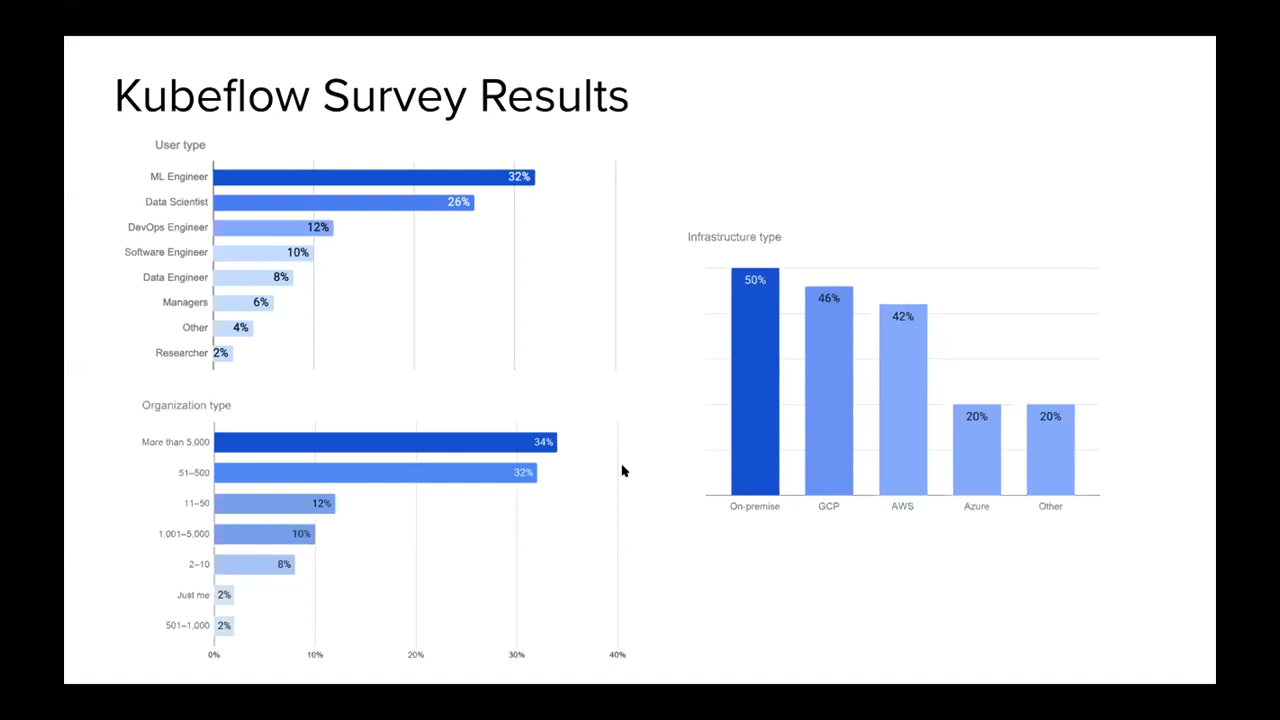 Kubeflow Survey Results
User type
ML Engineer 32%
Data Scientist 26%
DevOps Engineer 12%
Software Engineer 10%
Data Engineer 8%
Managers 6%
Other 4%
Researcher 2%
Organization type
More than 5,000 34%
51–500 32%
11–50 12%
1,001–5,000 10%
2–10 8%
Just me 2%
501–1,000 2%
0% 10% 20% 30% 40%
Infrastructure type
50% 46% 42% 20% 20%
On-premise GCP AWS Azure Other